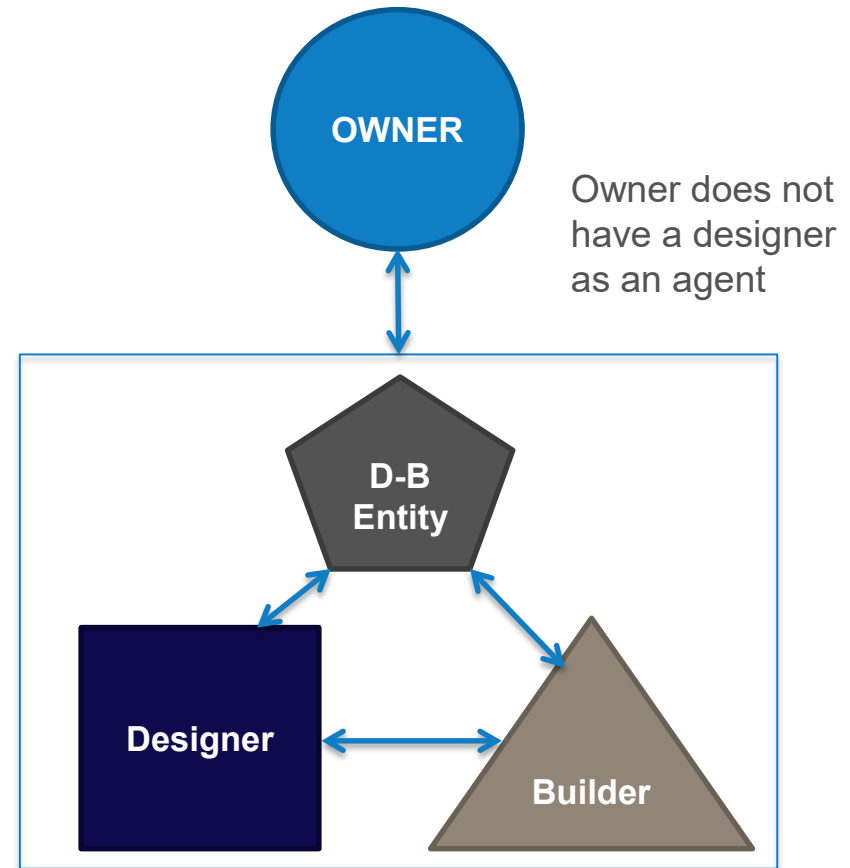 OWNER
Owner does not
have a designer
as an agent
D-B
Entity
Designer
Builder